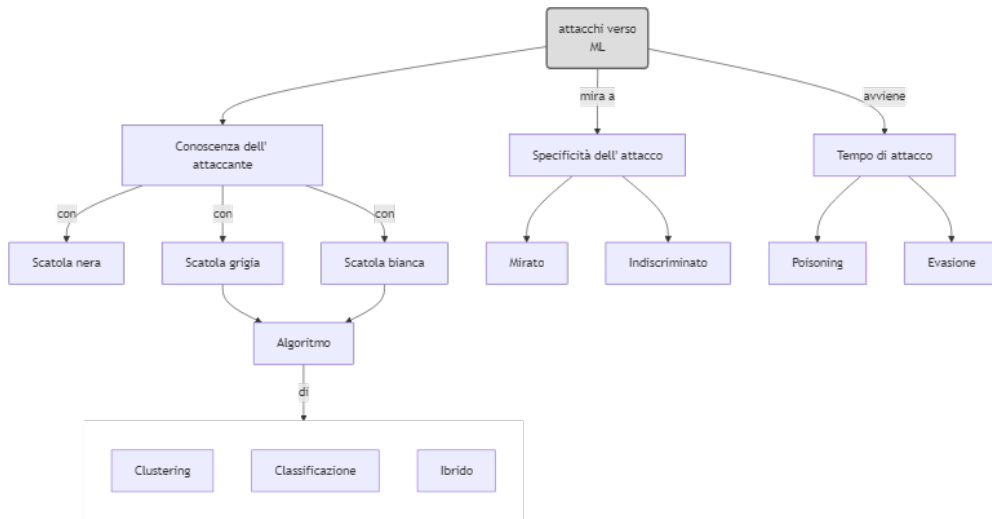 attacchi verso
ML
mira a
avviene
Conoscenza dell'
attaccante
Specificità dell' attacco
Tempo di attacco
con
con
con
Scatola nera
Scatola grigia
Scatola bianca
Mirato
Indiscriminato
Poisoning
Evasione
Algoritmo
di
Clustering
Classificazione
Ibrido